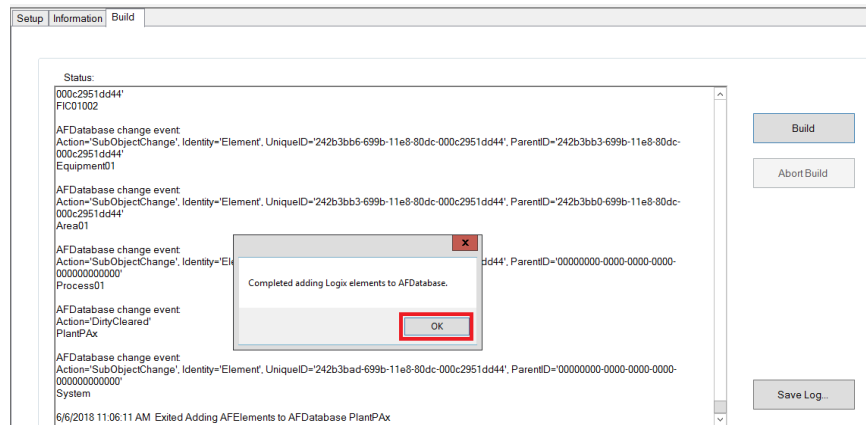 Setup Information Build
Status:
000c2951dd44'
FIC01002
AFDatabase change event:
Action='SubObjectChange', Identity='Element', UniqueID='242b3bb6-699b-11e8-80dc-000c2951dd44', ParentID='242b3bb3-699b-11e8-80dc-
000c2951dd44'
Equipment01
AFDatabase change event:
Action='SubObjectChange', Identity='Element', UniqueID='242b3bb3-699b-11e8-80dc-000c2951dd44', ParentID='242b3bb0-699b-11e8-80dc-
000c2951dd44'
Area01
AFDatabase change event:
Action='SubObjectChange', Identity='Ele dd44', ParentID='00000000-0000-0000-0000-
000000000000'
Process01
AFDatabase change event:
Action='DirtyCleared'
PlantPAx
AFDatabase change event:
Action='SubObjectChange', Identity='Element', UniqueID='242b3bad-699b-11e8-80dc-000c2951dd44', ParentID='00000000-0000-0000-0000-
000000000000'
System
6/6/2018 11:06:11 AM Exited Adding AFElements to AFDatabase PlantPAx
x
Completed adding Logix elements to AFDatabase.
OK
Build
Abort Build
Save Log...